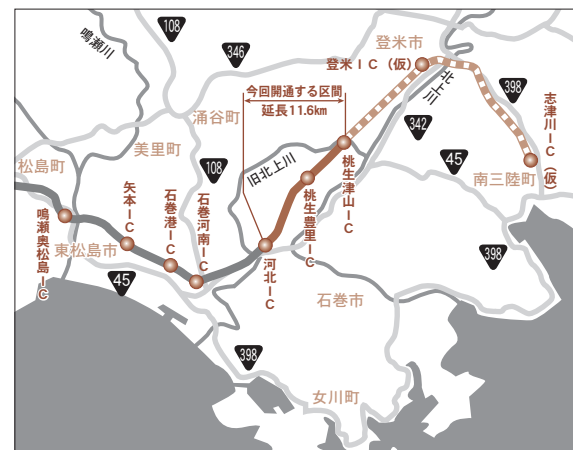 108
鳴瀬川
346
登米市
登米IC(仮)
北上川
398
志津川IC(仮)
今回開通する区間
延長11.6km
涌谷町
342
美里町
108
旧北上川
45
松島町
矢本IC
石巻港IC
石巻河南IC
桃生津山IC
桃生豊里IC
南三陸町
鳴瀬奥松島IC
東松島市
河北IC
45
石巻市
398
398
女川町